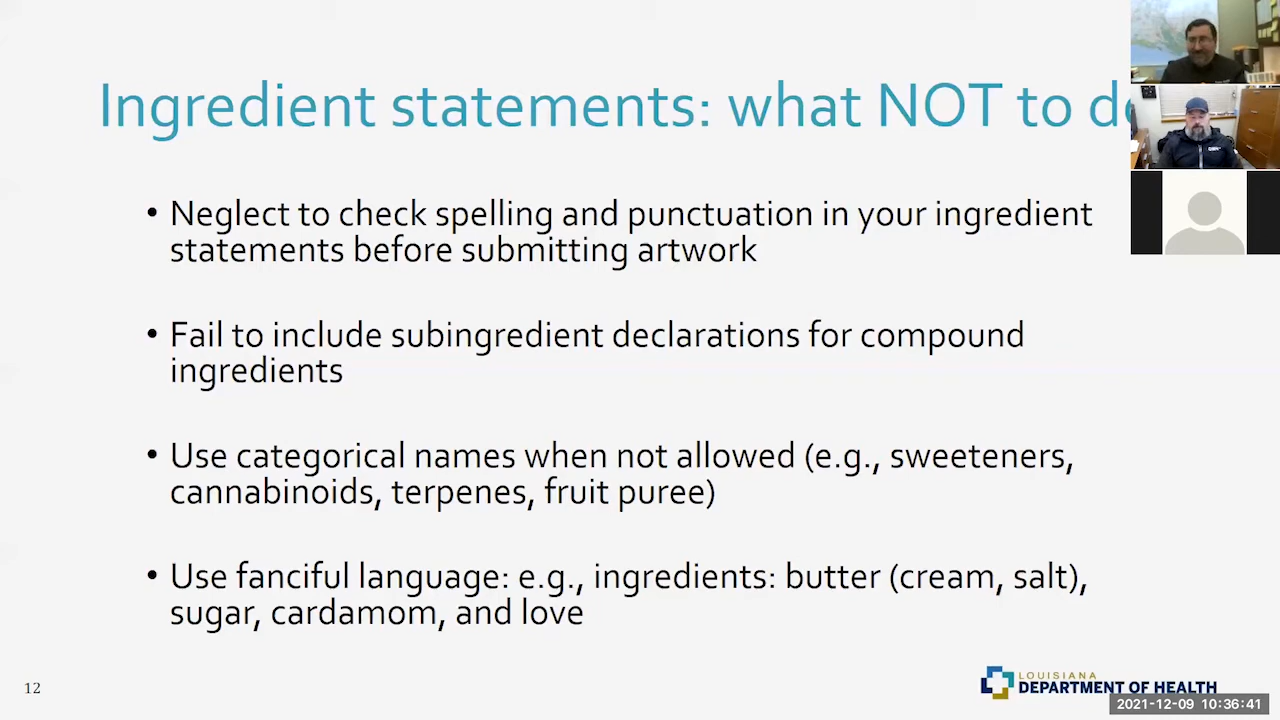 Ingredient statements: what NOT to do
• Neglect to check spelling and punctuation in your ingredient
statements before submitting artwork
• Fail to include subingredient declarations for compound
ingredients
• Use categorical names when not allowed (e.g., sweeteners,
cannabinoids, terpenes, fruit puree)
• Use fanciful language: e.g., ingredients: butter (cream, salt),
sugar, cardamom, and love
12
LOUISIANA
DEPARTMENT OF HEALTH
2021-12-09 10:36:41